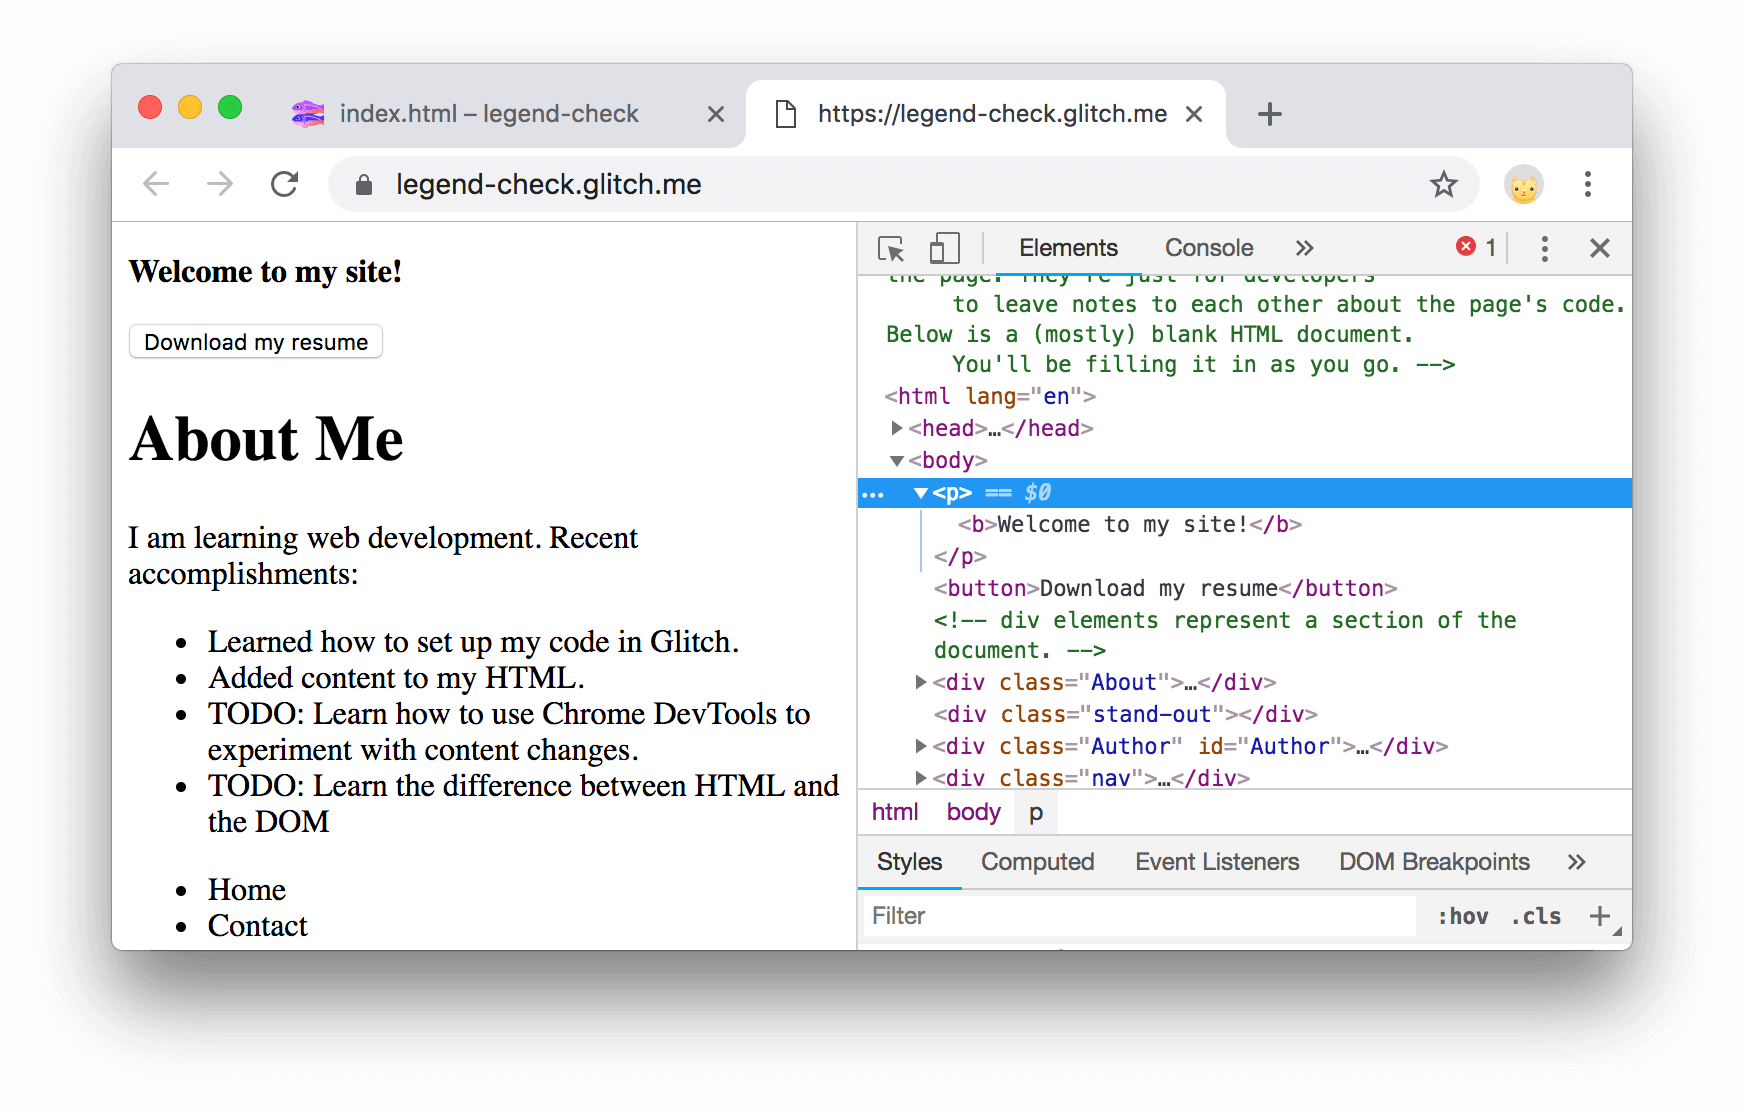 index.html – legend-check
https://legend-check.glitch.me
legend-check.glitch.me
Welcome to my site!
Download my resume
About Me
I am learning web development. Recent
accomplishments:
• Learned how to set up my code in Glitch.
• Added content to my HTML.
• TODO: Learn how to use Chrome DevTools to
experiment with content changes.
• TODO: Learn the difference between HTML and
the DOM
• Home
• Contact
Elements Console » 1
the page. They're just for developers
to leave notes to each other about the page's code.
Below is a (mostly) blank HTML document.
You'll be filling it in as you go. -->
<html lang="en">
<head>…</head>
<body>
… <p> == $0
<b>Welcome to my site!</b>
</p>
<button>Download my resume</button>
<!-- div elements represent a section of the
document. -->
<div class="About">…</div>
<div class="stand-out"></div>
<div class="Author" id="Author">…</div>
<div class="nav">…</div>
html body p
Styles Computed Event Listeners DOM Breakpoints »
Filter :hov .cls +